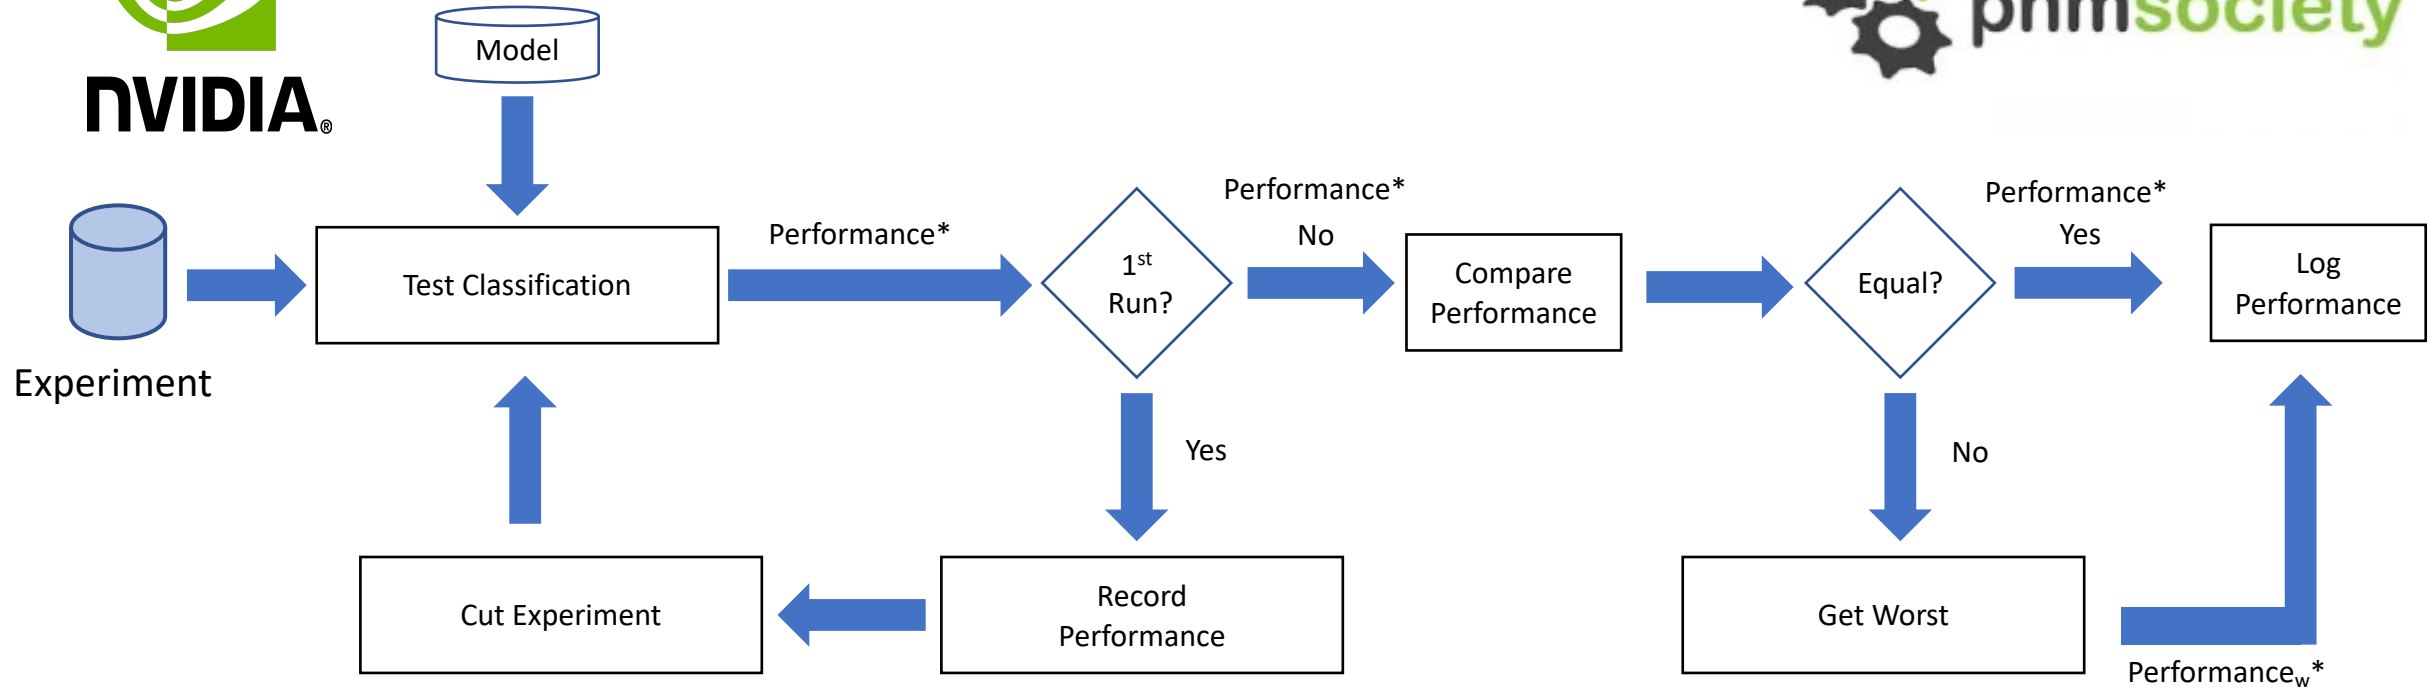 phmsociety
Model
NVIDIA®
Performance*
No
Performance*
Yes
Performance*
Experiment
Test Classification
1st
Run?
Compare
Performance
Equal?
Log
Performance
Yes
No
Cut Experiment
Record
Performance
Get Worst
Performancew*